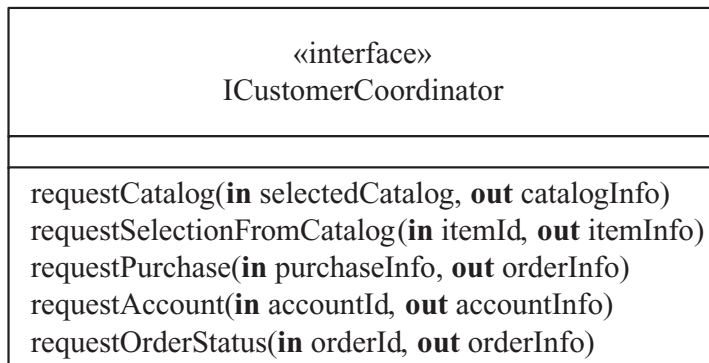 «interface»
ICustomerCoordinator
requestCatalog(in selectedCatalog, out catalogInfo)
requestSelectionFromCatalog(in itemId, out itemInfo)
requestPurchase(in purchaseInfo, out orderInfo)
requestAccount(in accountId, out accountInfo)
requestOrderStatus(in orderId, out orderInfo)